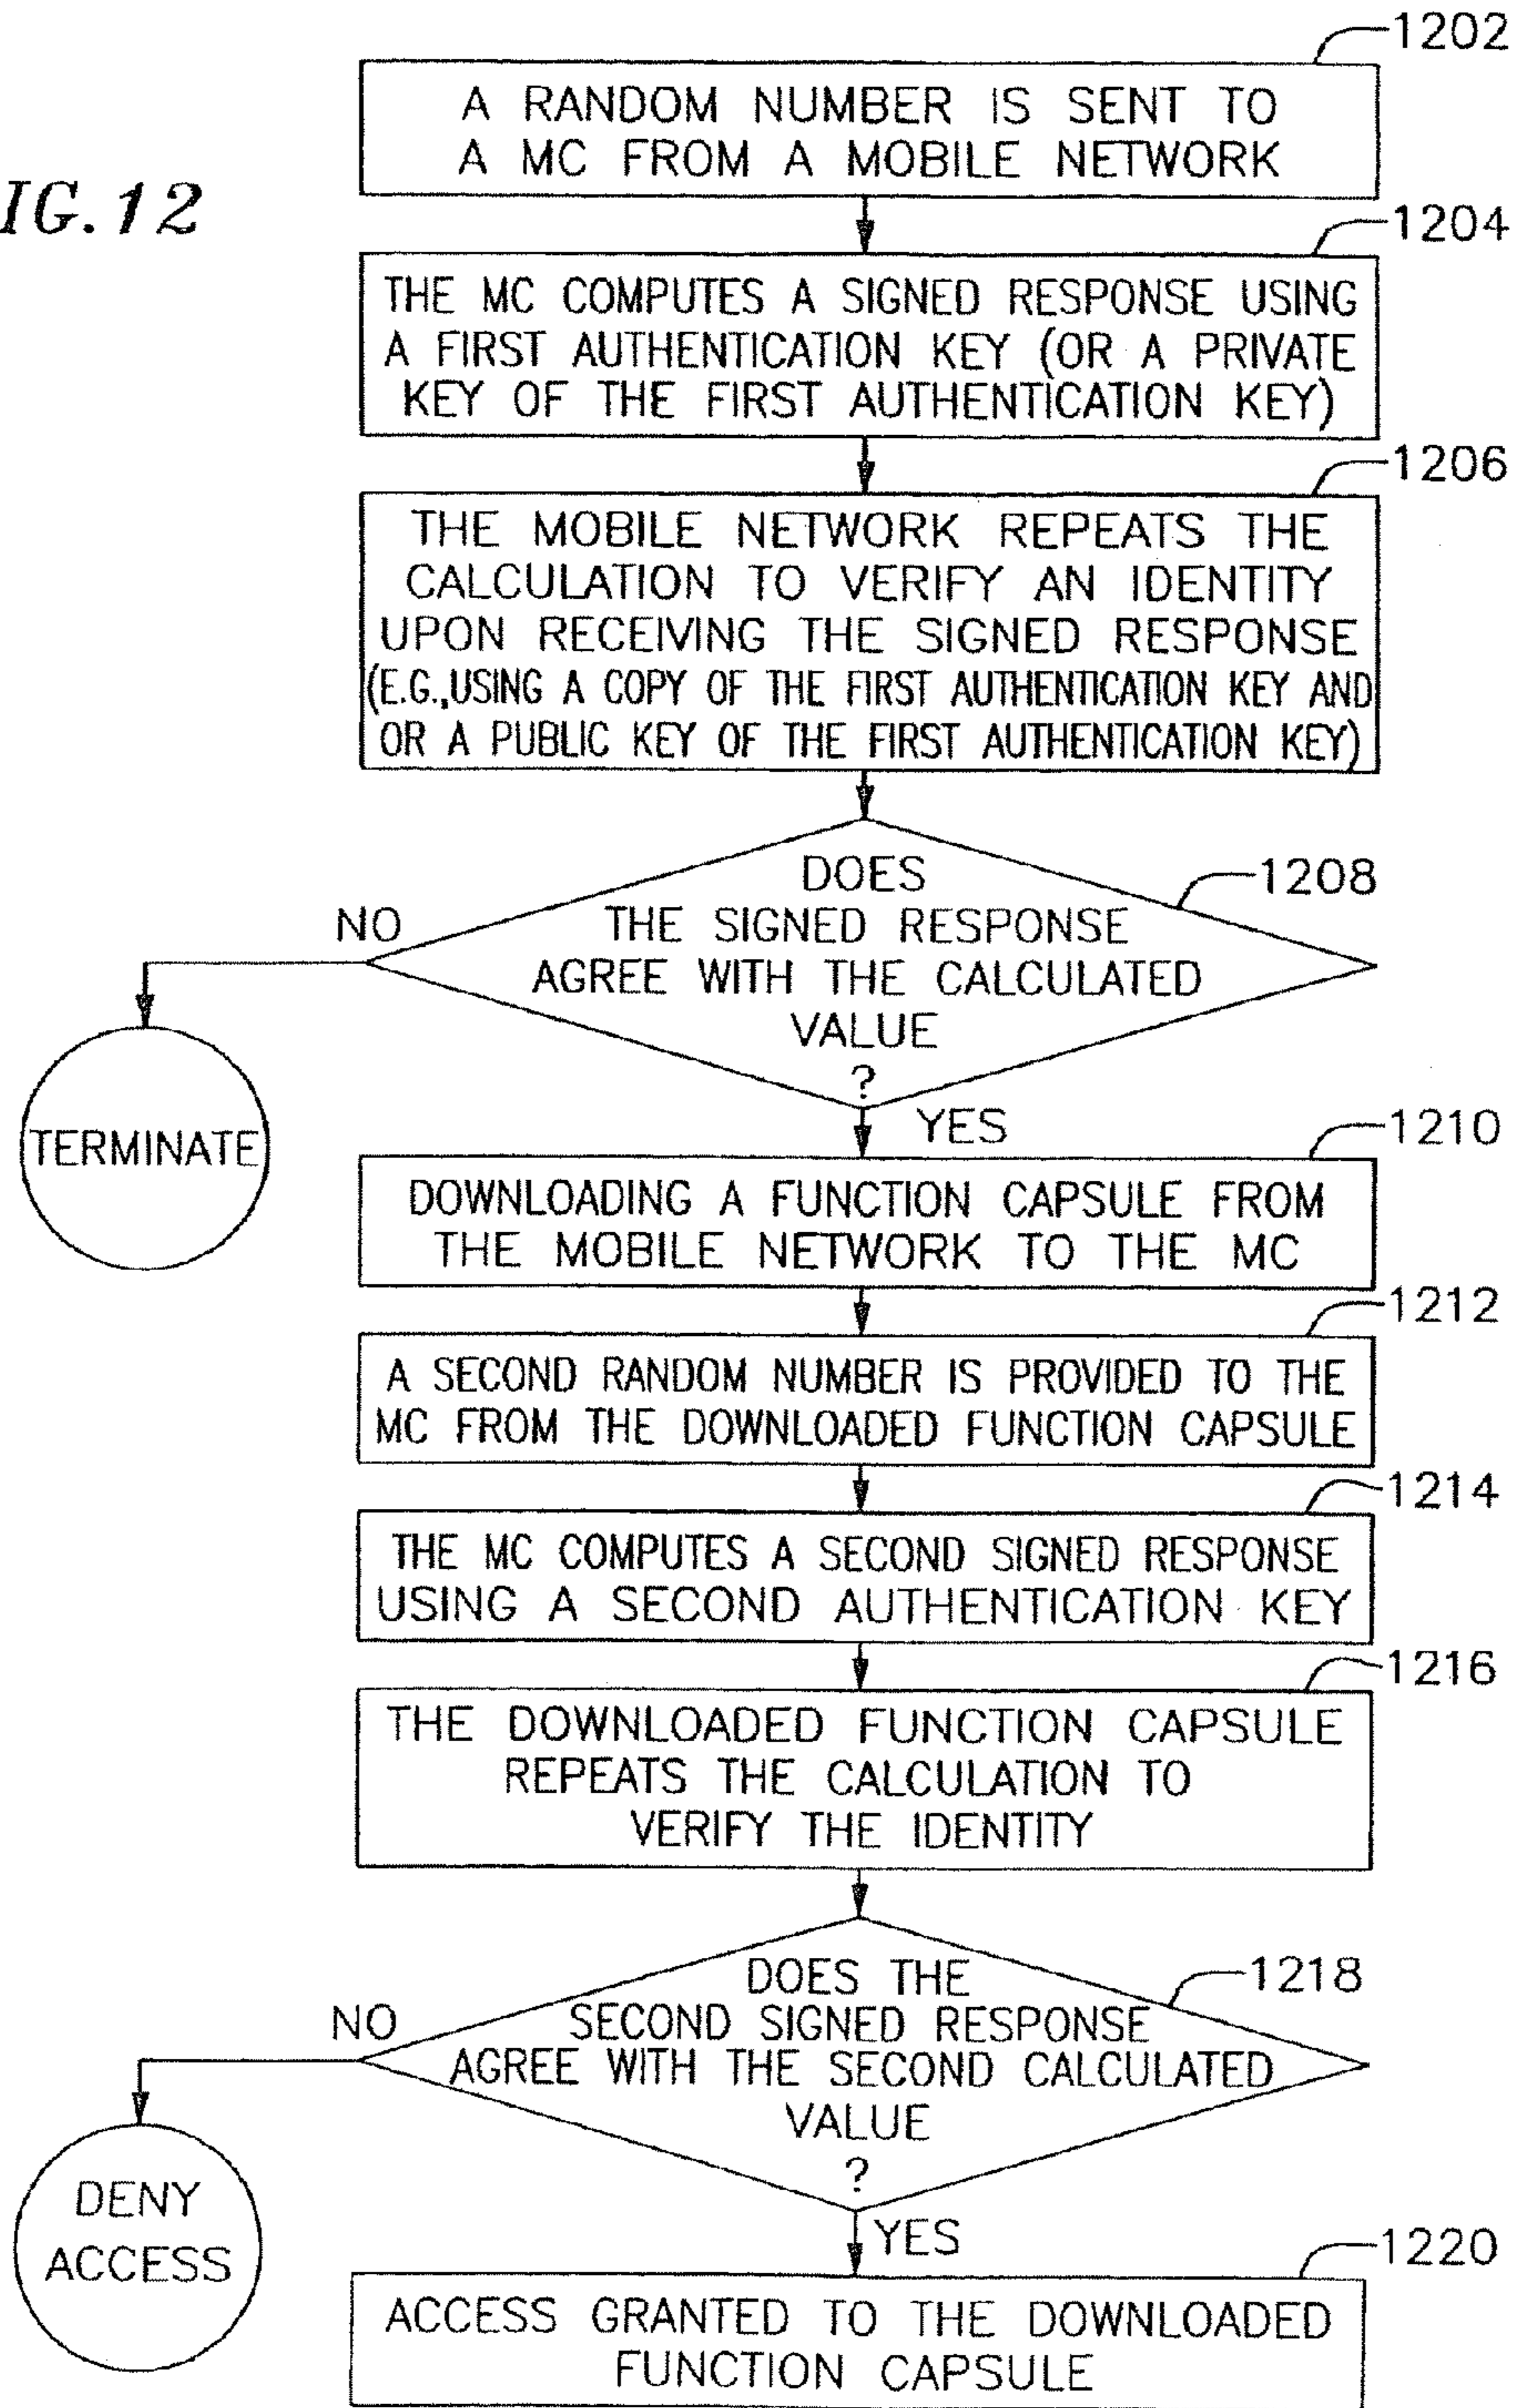 IG. 12
1202
A RANDOM NUMBER IS SENT TO
A MC FROM A MOBILE NETWORK
1204
THE MC COMPUTES A SIGNED RESPONSE USING
A FIRST AUTHENTICATION KEY (OR A PRIVATE
KEY OF THE FIRST AUTHENTICATION KEY)
1206
THE MOBILE NETWORK REPEATS THE
CALCULATION TO VERIFY AN IDENTITY
UPON RECEIVING THE SIGNED RESPONSE
(E.G.,USING A COPY OF THE FIRST AUTHENTICATION KEY AND
OR A PUBLIC KEY OF THE FIRST AUTHENTICATION KEY)
1208
DOES
THE SIGNED RESPONSE
AGREE WITH THE CALCULATED
VALUE
?
NO
TERMINATE
YES
1210
DOWNLOADING A FUNCTION CAPSULE FROM
THE MOBILE NETWORK TO THE MC
1212
A SECOND RANDOM NUMBER IS PROVIDED TO THE
MC FROM THE DOWNLOADED FUNCTION CAPSULE
1214
THE MC COMPUTES A SECOND SIGNED RESPONSE
USING A SECOND AUTHENTICATION KEY
1216
THE DOWNLOADED FUNCTION CAPSULE
REPEATS THE CALCULATION TO
VERIFY THE IDENTITY
1218
DOES THE
SECOND SIGNED RESPONSE
AGREE WITH THE SECOND CALCULATED
VALUE
?
NO
DENY
ACCESS
YES
1220
ACCESS GRANTED TO THE DOWNLOADED
FUNCTION CAPSULE